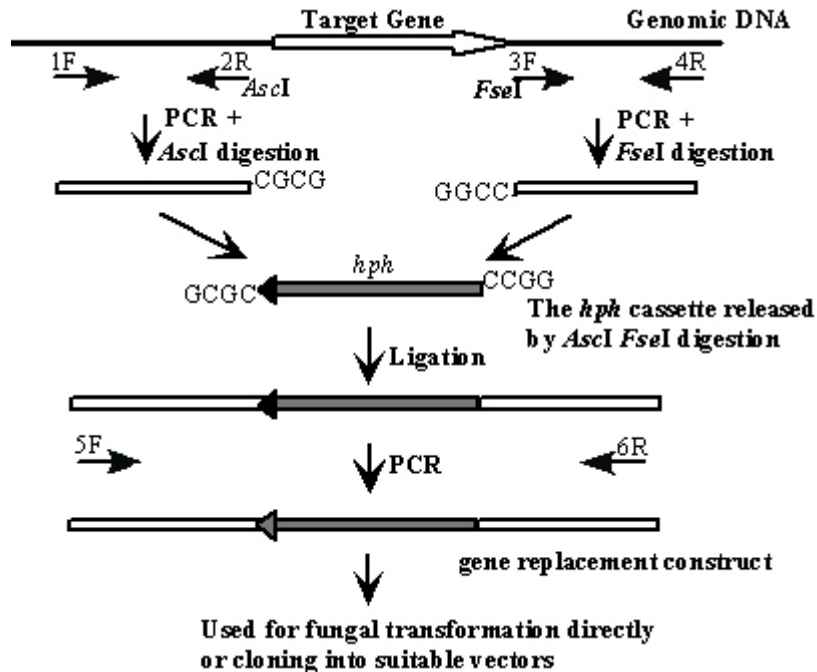 Target Gene
Genomic DNA
1F
2R
AscI
3F
FseI
4R
PCR +
AscI digestion
PCR +
FseI digestion
CGCG
GGCC
hph
GCGC
CCGG
The hph cassette released
by AscI FseI digestion
Ligation
5F
6R
PCR
gene replacement construct
Used for fungal transformation directly
or cloning into suitable vectors